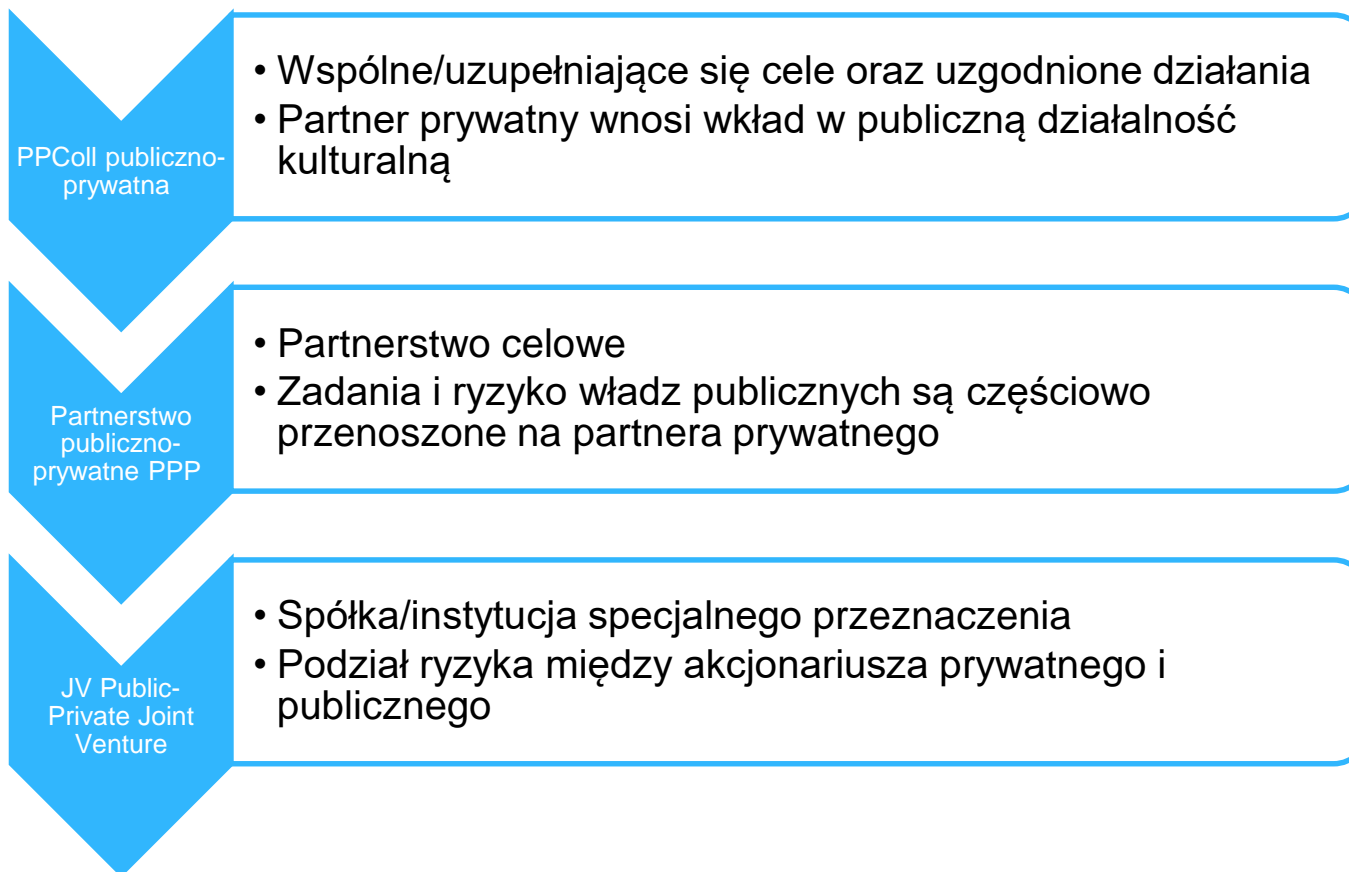 PPColl publiczno-
prywatna
• Wspólne/uzupełniające się cele oraz uzgodnione działania
• Partner prywatny wnosi wkład w publiczną działalność
kulturalną
Partnerstwo
publiczno-
prywatne PPP
• Partnerstwo celowe
• Zadania i ryzyko władz publicznych są częściowo
przenoszone na partnera prywatnego
JV Public-
Private Joint
Venture
• Spółka/instytucja specjalnego przeznaczenia
• Podział ryzyka między akcjonariusza prywatnego i
publicznego